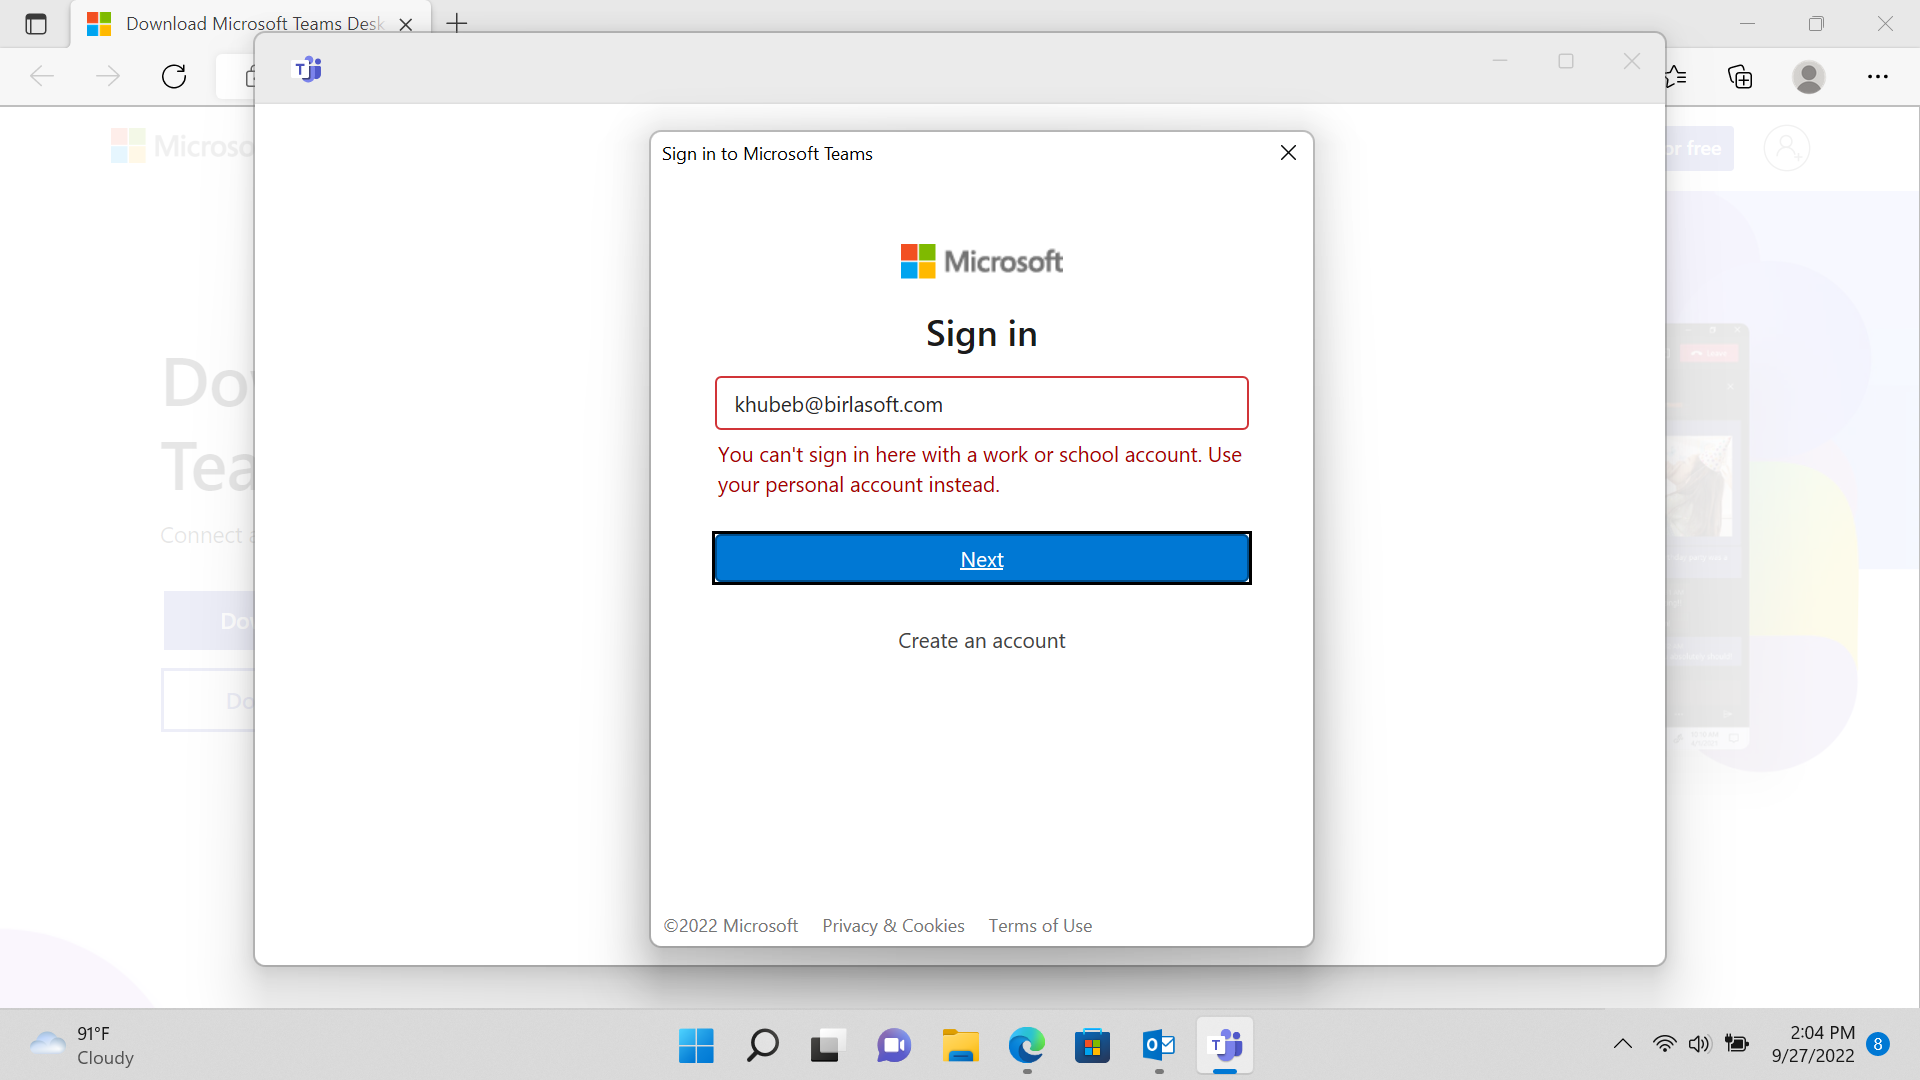 Download Microsoft Teams Desk
Microso
or free
Sign in to Microsoft Teams
Microsoft
Sign in
khubeb@birlasoft.com
You can't sign in here with a work or school account. Use
your personal account instead.
Next
Create an account
Do
Tea
Connect a
Do
Do
©2022 Microsoft Privacy & Cookies Terms of Use
91°F
Cloudy
2:04 PM
9/27/2022
8